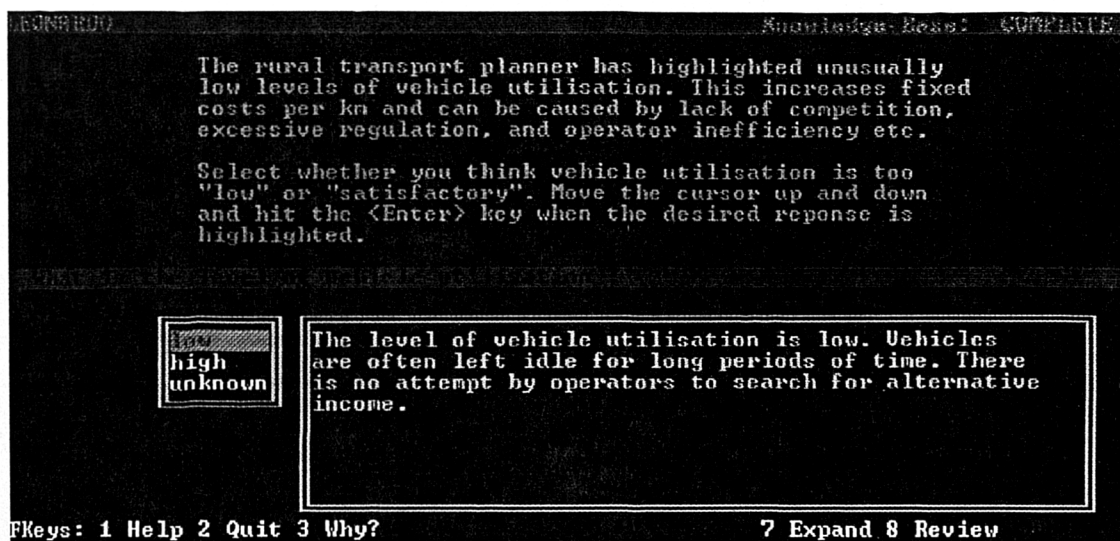 LEONARDO Knowledge Base: COMPLETE
The rural transport planner has highlighted unusually
low levels of vehicle utilisation. This increases fixed
costs per km and can be caused by lack of competition,
excessive regulation, and operator inefficiency etc.
Select whether you think vehicle utilisation is too
"low" or "satisfactory". Move the cursor up and down
and hit the <Enter> key when the desired reponse is
highlighted.
low
high
unknown
The level of vehicle utilisation is low. Vehicles
are often left idle for long periods of time. There
is no attempt by operators to search for alternative
income.
FKeys: 1 Help 2 Quit 3 Why? 7 Expand 8 Review